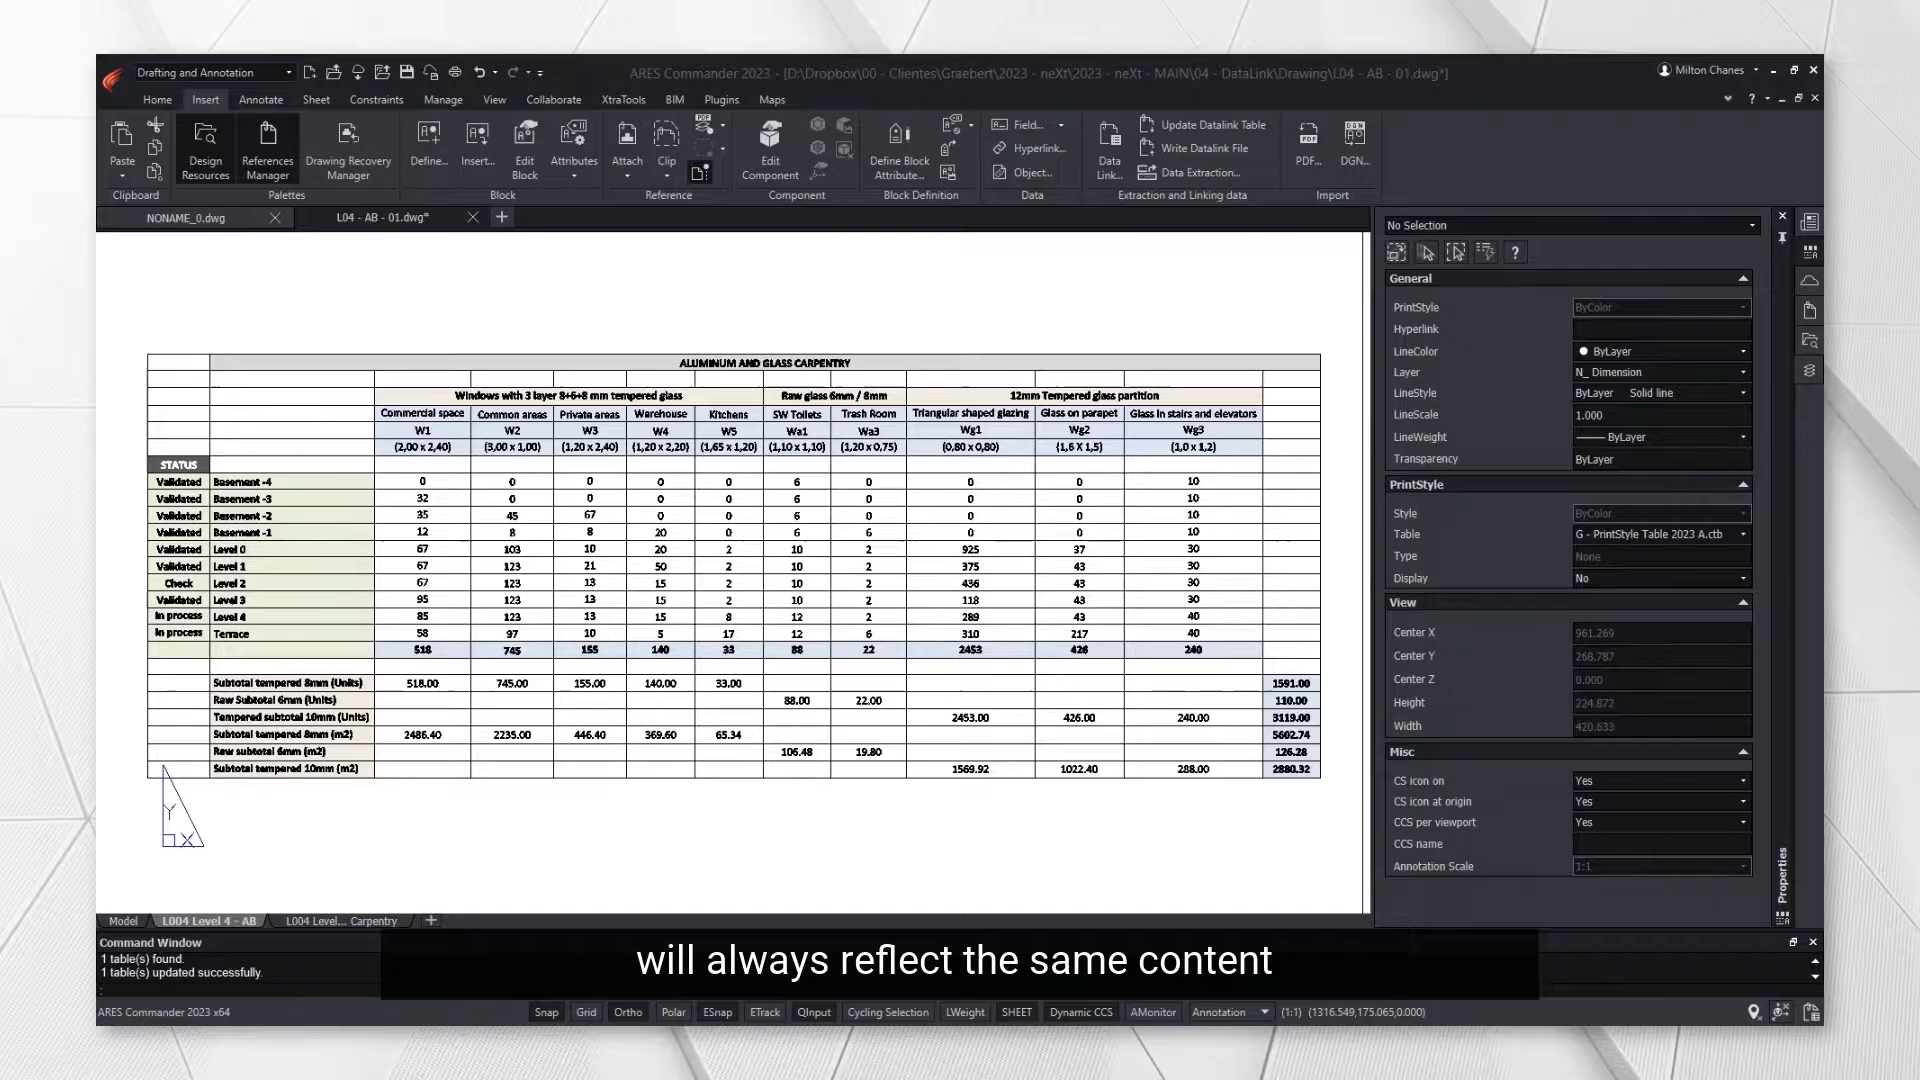 Drafting and Annotation
ARES Commander 2023 - [D:\Dropbox\00 - Clientes\Graebert\2023 - neXt\2023 - neXt - MAIN\04 - DataLink\Drawing\L04 - AB - 01.dwg*]
Milton Chanes
Home Insert Annotate Sheet Constraints Manage View Collaborate XtraTools BIM Plugins Maps
Paste
Clipboard
Design Resources
References Manager
Drawing Recovery Manager
Palettes
Define...
Insert...
Edit Block
Attributes
Block
Attach
Clip
Reference
Edit Component
Component
Define Block Attribute...
Block Definition
Field...
Hyperlink...
Object...
Data
Data Link...
Update Datalink Table
Write Datalink File
Data Extraction...
Extraction and Linking data
PDF...
DGN...
Import
NONAME_0.dwg
L04 - AB - 01.dwg*
ALUMINUM AND GLASS CARPENTRY
Windows with 3 layer 8+6+8 mm tempered glass Raw glass 6mm / 8mm 12mm Tempered glass partition
Commercial space Common areas Private areas Warehouse Kitchens SW Toilets Trash Room Triangular shaped glazing Glass on parapet Glass in stairs and elevators
W1 W2 W3 W4 W5 Wa1 Wa3 Wg1 Wg2 Wg3
(2,00 x 2,40) (3,00 x 1,00) (1,20 x 2,40) (1,20 x 2,20) (1,65 x 1,20) (1,10 x 1,10) (1,20 x 0,75) (0,80 x 0,80) (1,6 X 1,5) (1,0 x 1,2)
STATUS
Validated Basement -4 0 0 0 0 0 6 0 0 0 10
Validated Basement -3 32 0 0 0 0 6 0 0 0 10
Validated Basement -2 35 45 67 0 0 6 0 0 0 10
Validated Basement -1 12 8 8 20 0 6 6 0 0 10
Validated Level 0 67 103 10 20 2 10 2 925 37 30
Validated Level 1 67 123 21 50 2 10 2 375 43 30
Check Level 2 67 123 13 15 2 10 2 436 43 30
Validated Level 3 95 123 13 15 2 10 2 118 43 30
In process Level 4 85 123 13 15 8 12 2 289 43 40
In process Terrace 58 97 10 5 17 12 6 310 217 40
518 745 155 140 33 88 22 2453 426 240
Subtotal tempered 8mm (Units) 518.00 745.00 155.00 140.00 33.00 1591.00
Raw Subtotal 6mm (Units) 88.00 22.00 110.00
Tempered subtotal 10mm (Units) 2453.00 426.00 240.00 3119.00
Subtotal tempered 8mm (m2) 2486.40 2235.00 446.40 369.60 65.34 5602.74
Raw subtotal 6mm (m2) 106.48 19.80 126.28
Subtotal tempered 10mm (m2) 1569.92 1022.40 288.00 2880.32
Y
X
No Selection
General
PrintStyle ByColor
Hyperlink
LineColor ByLayer
Layer N_ Dimension
LineStyle ByLayer Solid line
LineScale 1.000
LineWeight ByLayer
Transparency ByLayer
PrintStyle
Style ByColor
Table G - PrintStyle Table 2023 A.ctb
Type None
Display No
View
Center X 961.269
Center Y 268.787
Center Z 0.000
Height 224.872
Width 420.633
Misc
CS icon on Yes
CS icon at origin Yes
CCS per viewport Yes
CCS name
Annotation Scale 1:1
Properties
Model L004 Level 4 - AB L004 Level... Carpentry
Command Window
1 table(s) found.
1 table(s) updated successfully.
:
will always reflect the same content
ARES Commander 2023 x64
Snap Grid Ortho Polar ESnap ETrack QInput Cycling Selection LWeight SHEET Dynamic CCS AMonitor Annotation (1:1) (1316.549,175.065,0.000)